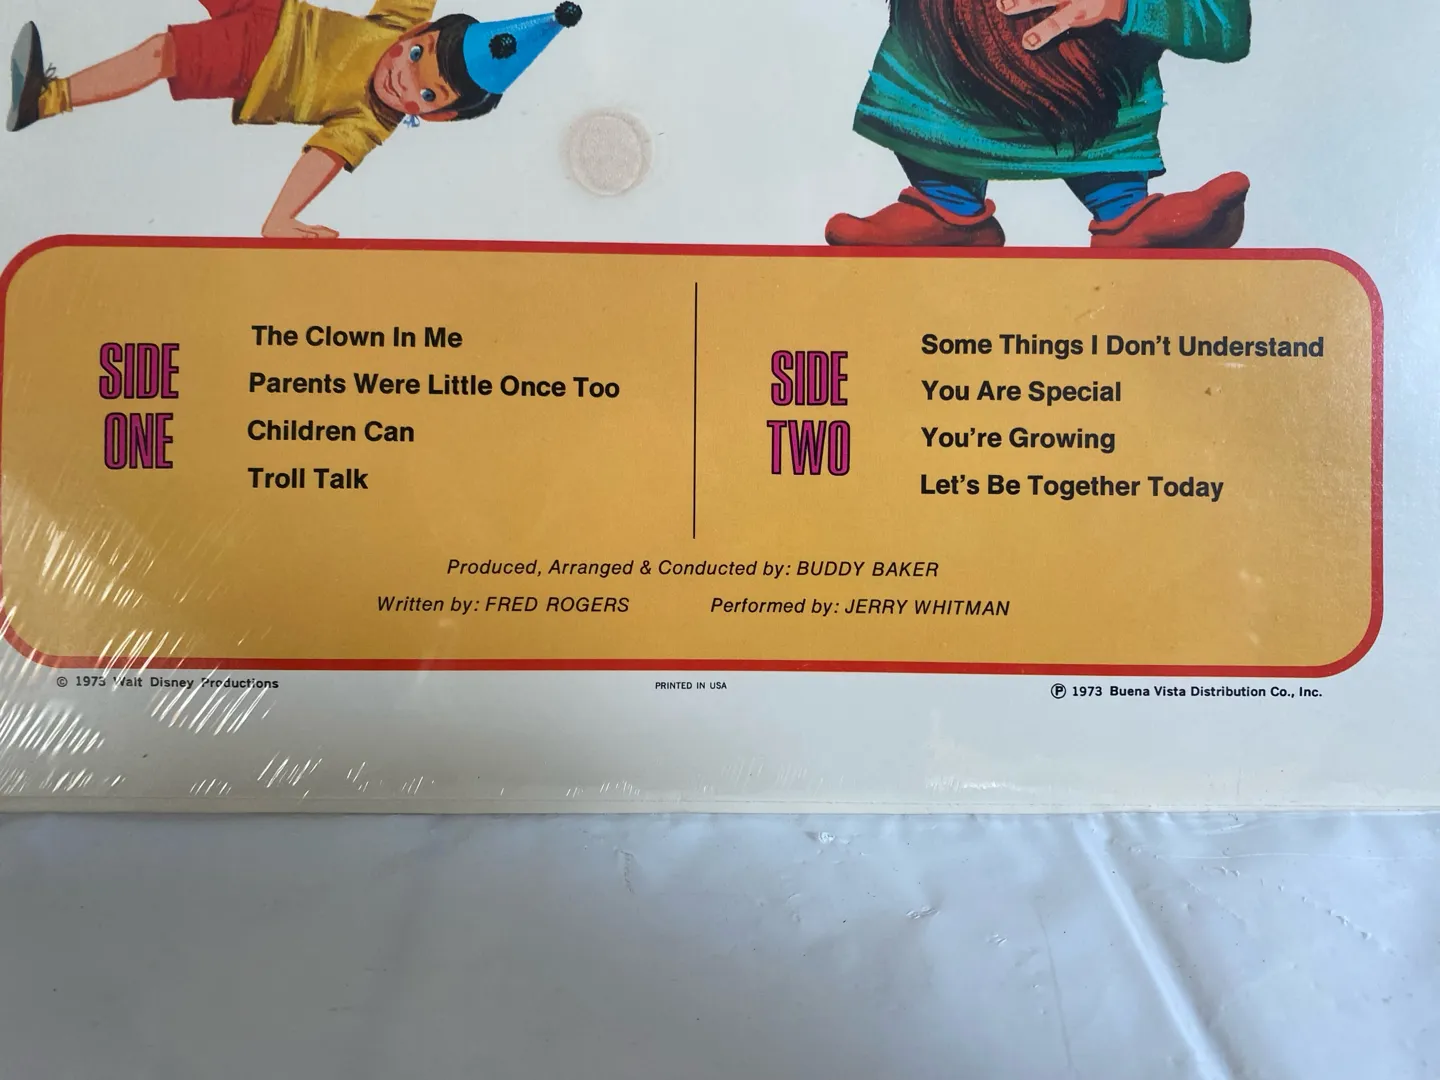 SIDE
ONE
The Clown In Me
Parents Were Little Once Too
Children Can
Troll Talk
SIDE
TWO
Some Things I Don't Understand
You Are Special
You're Growing
Let's Be Together Today
Produced, Arranged & Conducted by: BUDDY BAKER
Written by: FRED ROGERS
Performed by: JERRY WHITMAN
© 1973 Walt Disney Productions
PRINTED IN USA
℗ 1973 Buena Vista Distribution Co., Inc.